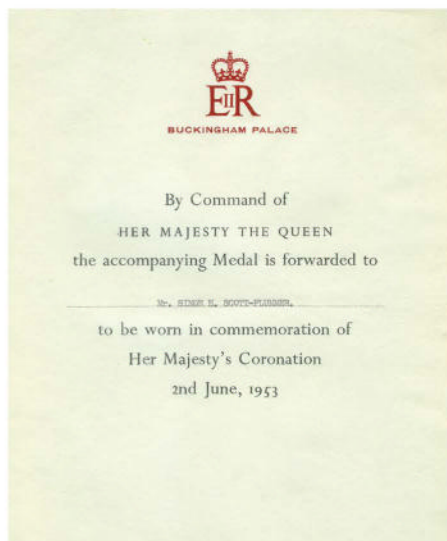 EIIR
BUCKINGHAM PALACE
By Command of
HER MAJESTY THE QUEEN
the accompanying Medal is forwarded to
Mr. H. SCOTT-
to be worn in commemoration of
Her Majesty's Coronation
2nd June, 1953